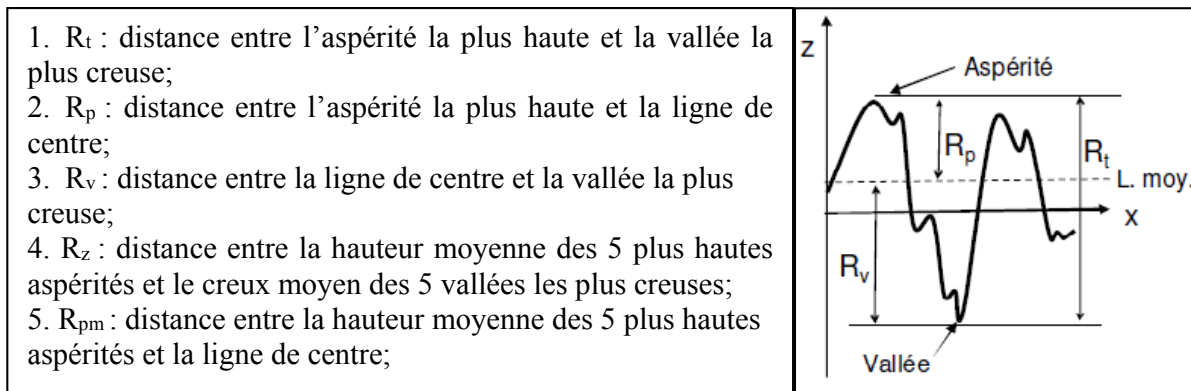 1. Rt : distance entre l’aspérité la plus haute et la vallée la
plus creuse;
2. Rp : distance entre l’aspérité la plus haute et la ligne de
centre;
3. Rv : distance entre la ligne de centre et la vallée la plus
creuse;
4. Rz : distance entre la hauteur moyenne des 5 plus hautes
aspérités et le creux moyen des 5 vallées les plus creuses;
5. Rpm : distance entre la hauteur moyenne des 5 plus hautes
aspérités et la ligne de centre;
z
Aspérité
Rp
Rt
L. moy.
x
Rv
Vallée